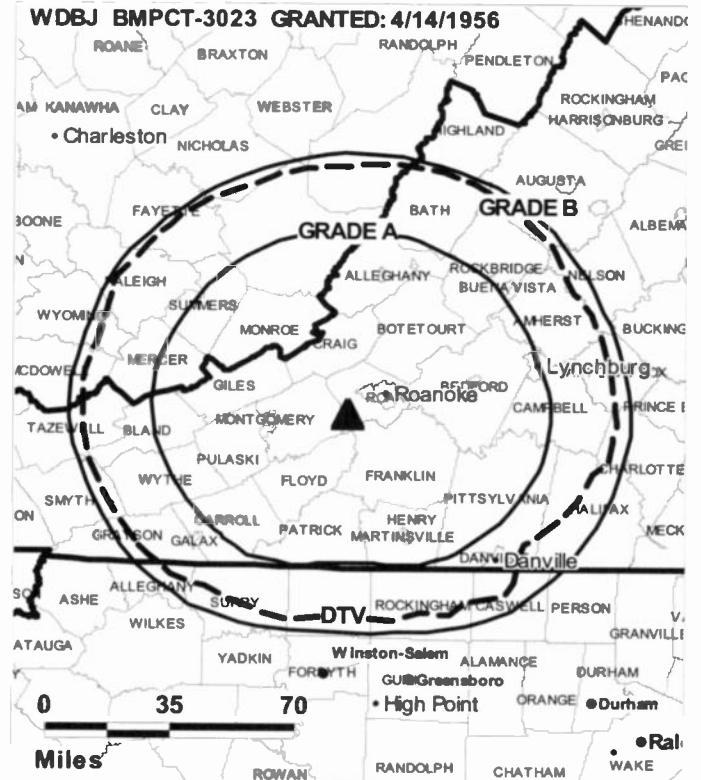 WDBJ BMPCT-3023 GRANTED: 4/14/1956
ROANE
BRAXTON
RANDOLPH
PENDLETON
KANAWHA
CLAY
WEBSTER
ROCKINGHAM
HARRISONBURG
Charleston
NICHOLAS
HIGHLAND
AUGUSTA
FAYETTE
BATH
GRADE B
GRADE A
ALLEGHANY
ROCKBRIDGE
BUENA VISTA
NELSON
RALEIGH
SUMMERS
MONROE
BOTETOURT
AMHERST
BUCKING
CRAIG
MERCER
Lynchburg
GILES
Roanoke
BEDFORD
MONTGOMERY
CAMPBELL
PRINCE E
TAZEWELL
BLAND
PULASKI
WYTHE
FLOYD
FRANKLIN
CHARLOTTE
SMYTH
PITTSYLVANIA
HALIFAX
CARROLL
PATRICK
HENRY
MARTINSVILLE
MECK
GRAYSON
GALAX
Danville
ALLEGHANY
ASHE
SURRY
DTV
ROCKINGHAM
CASWELL
PERSON
WILKES
ATAUGA
GRANVILLE
YADKIN
Winston-Salem
ALAMANCE
FORSYTH
Greensboro
DURHAM
0 35 70
High Point
ORANGE
Durham
Miles
Ral
WAKE
ROWAN
RANDOLPH
CHATHAM